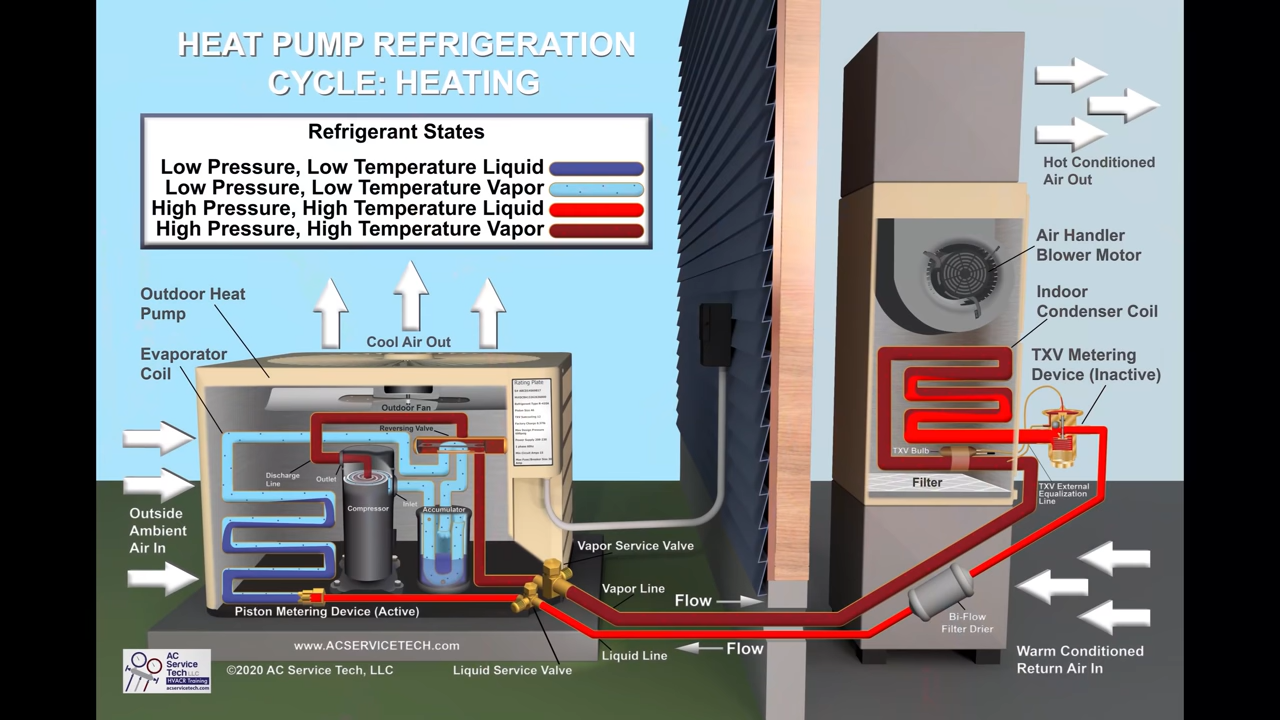 HEAT PUMP REFRIGERATION
CYCLE: HEATING
Refrigerant States
Low Pressure, Low Temperature Liquid
Low Pressure, Low Temperature Vapor
High Pressure, High Temperature Liquid
High Pressure, High Temperature Vapor
Hot Conditioned
Air Out
Air Handler
Blower Motor
Indoor
Condenser Coil
TXV Metering
Device (Inactive)
Outdoor Heat
Pump
Cool Air Out
Evaporator
Coil
Rating Plate
Outdoor Fan
Reversing Valve
Discharge
Line
Outlet
Inlet
Compressor
Accumulator
TXV Bulb
Filter
TXV External
Equalization
Line
Outside
Ambient
Air In
Vapor Service Valve
Vapor Line
Flow
Piston Metering Device (Active)
Bi-Flow
Filter Drier
www.ACSERVICETECH.com
Liquid Line
Flow
Warm Conditioned
Return Air In
AC
Service
Tech LLC
HVACR Training
acservicetech.com
©2020 AC Service Tech, LLC
Liquid Service Valve